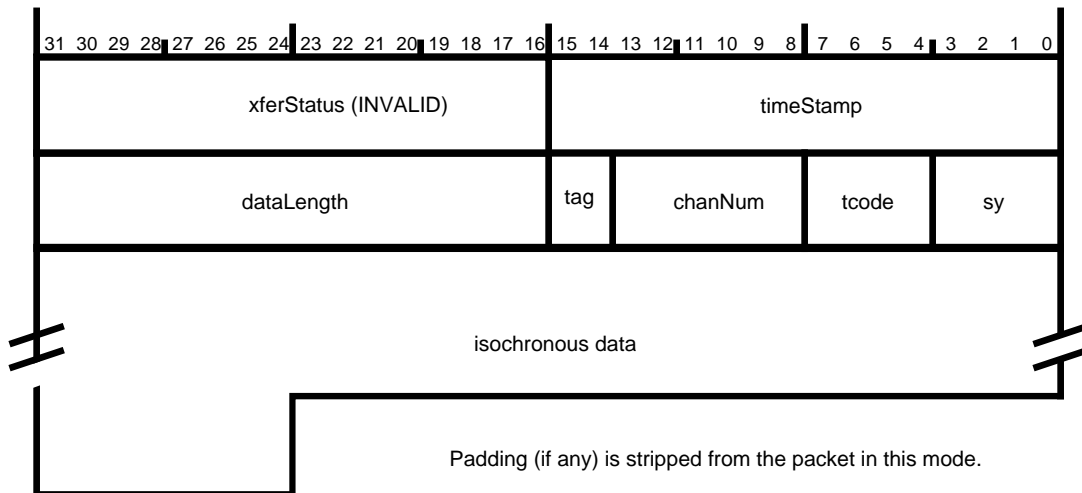 31 30 29 28 27 26 25 24 23 22 21 20 19 18 17 16 15 14 13 12 11 10 9 8 7 6 5 4 3 2 1 0
xferStatus (INVALID) timeStamp
dataLength tag chanNum tcode sy
isochronous data
Padding (if any) is stripped from the packet in this mode.